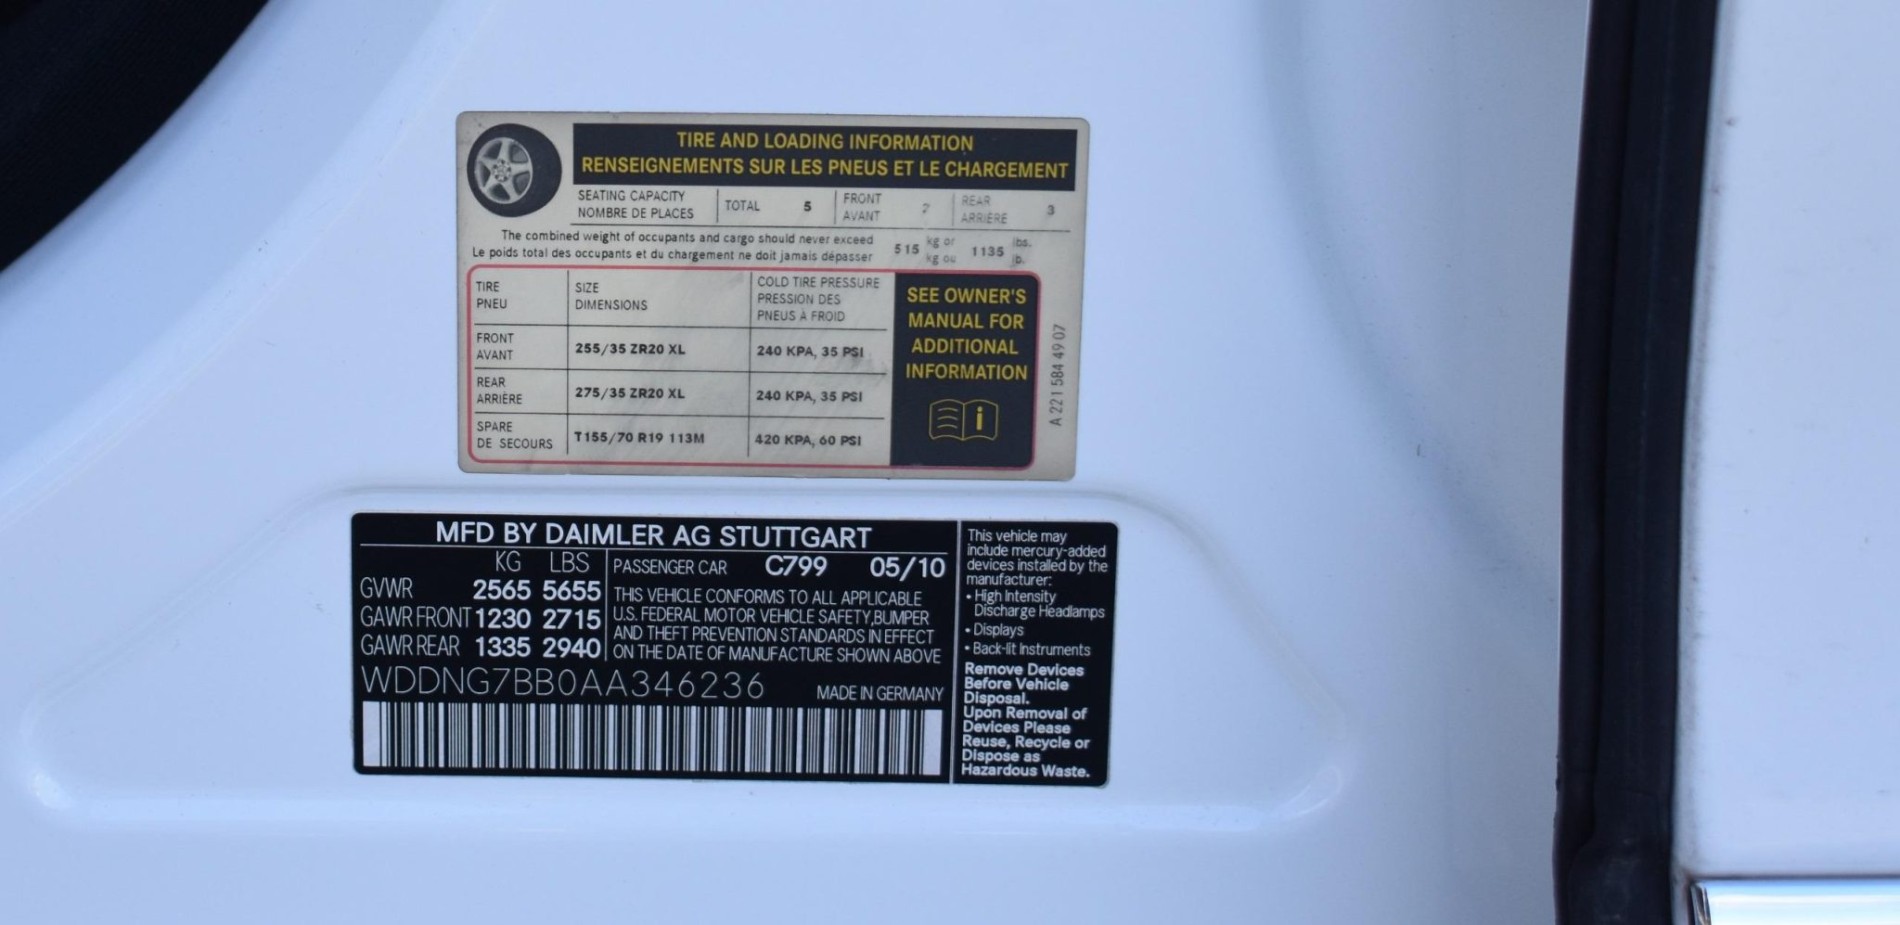 TIRE AND LOADING INFORMATION
RENSEIGNEMENTS SUR LES PNEUS ET LE CHARGEMENT
SEATING CAPACITY
NOMBRE DE PLACES
TOTAL 5
FRONT
AVANT
2
REAR
ARRIÈRE
3
The combined weight of occupants and cargo should never exceed
Le poids total des occupants et du chargement ne doit jamais dépasser
515 kg or
kg ou
1135 lbs.
lb.
TIRE
PNEU
SIZE
DIMENSIONS
COLD TIRE PRESSURE
PRESSION DES
PNEUS À FROID
FRONT
AVANT
255/35 ZR20 XL
240 KPA, 35 PSI
REAR
ARRIÈRE
275/35 ZR20 XL
240 KPA, 35 PSI
SPARE
DE SECOURS
T155/70 R19 113M
420 KPA, 60 PSI
SEE OWNER'S
MANUAL FOR
ADDITIONAL
INFORMATION
i
A 221 584 49 07
MFD BY DAIMLER AG STUTTGART
KG LBS
GVWR 2565 5655
GAWR FRONT 1230 2715
GAWR REAR 1335 2940
PASSENGER CAR C799 05/10
THIS VEHICLE CONFORMS TO ALL APPLICABLE
U.S. FEDERAL MOTOR VEHICLE SAFETY,BUMPER
AND THEFT PREVENTION STANDARDS IN EFFECT
ON THE DATE OF MANUFACTURE SHOWN ABOVE
WDDNG7BB0AA346236
MADE IN GERMANY
This vehicle may
include mercury-added
devices installed by the
manufacturer:
• High Intensity
Discharge Headlamps
• Displays
• Back-lit Instruments
Remove Devices
Before Vehicle
Disposal.
Upon Removal of
Devices Please
Reuse, Recycle or
Dispose as
Hazardous Waste.